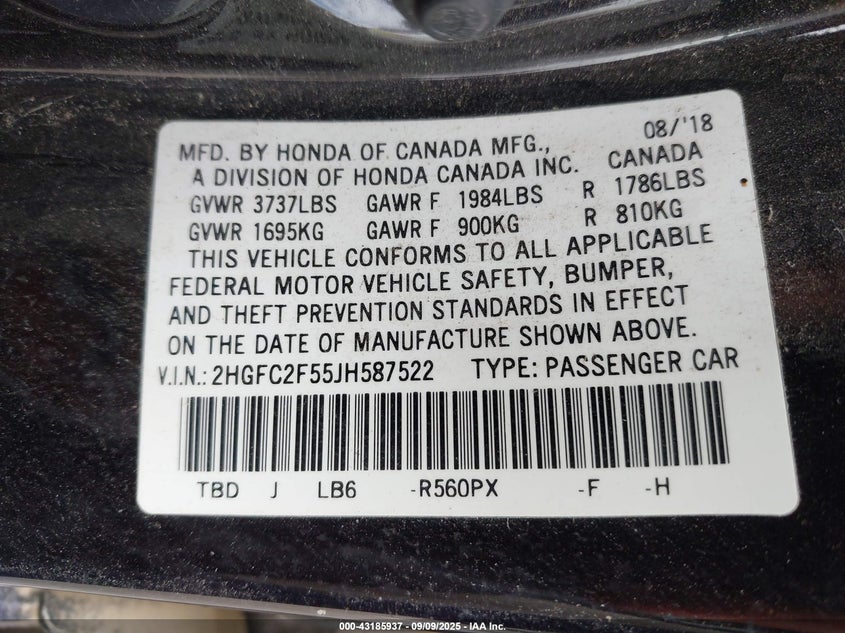 08/'18
MFD. BY HONDA OF CANADA MFG.,
A DIVISION OF HONDA CANADA INC. CANADA
GVWR 3737LBS GAWR F 1984LBS R 1786LBS
GVWR 1695KG GAWR F 900KG R 810KG
THIS VEHICLE CONFORMS TO ALL APPLICABLE
FEDERAL MOTOR VEHICLE SAFETY, BUMPER,
AND THEFT PREVENTION STANDARDS IN EFFECT
ON THE DATE OF MANUFACTURE SHOWN ABOVE.
V.I.N.: 2HGFC2F55JH587522 TYPE: PASSENGER CAR
TBD J LB6 -R560PX -F -H
000-43185937 - 09/09/2025 - IAA Inc.